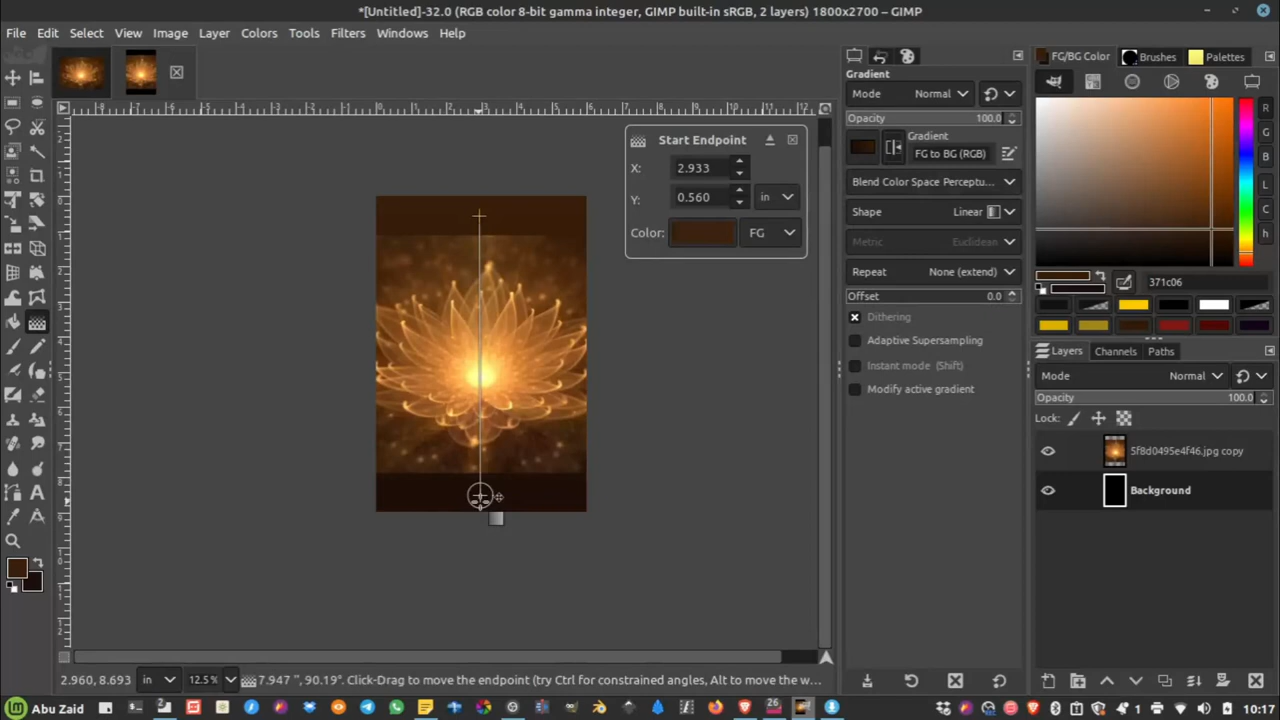 *[Untitled]-32.0 (RGB color 8-bit gamma integer, GIMP built-in sRGB, 2 layers) 1800x2700 – GIMP
File Edit Select View Image Layer Colors Tools Filters Windows Help
FG/BG Color Brushes Palettes
Gradient
Mode Normal
Opacity 100.0
Gradient
FG to BG (RGB)
Blend Color Space Perceptu...
Shape Linear
Metric Euclidean
Repeat None (extend)
Offset 0.0
Dithering
Adaptive Supersampling
Instant mode (Shift)
Modify active gradient
Start Endpoint
X: 2.933
Y: 0.560 in
Color: FG
R
G
B
L
C
h
371c06
Layers Channels Paths
Mode Normal
Opacity 100.0
Lock:
5f8d0495e4f46.jpg copy
Background
2.960, 8.693 in 12.5% 7.947 ", 90.19°. Click-Drag to move the endpoint (try Ctrl for constrained angles, Alt to move the w...
Abu Zaid 26 1 10:17